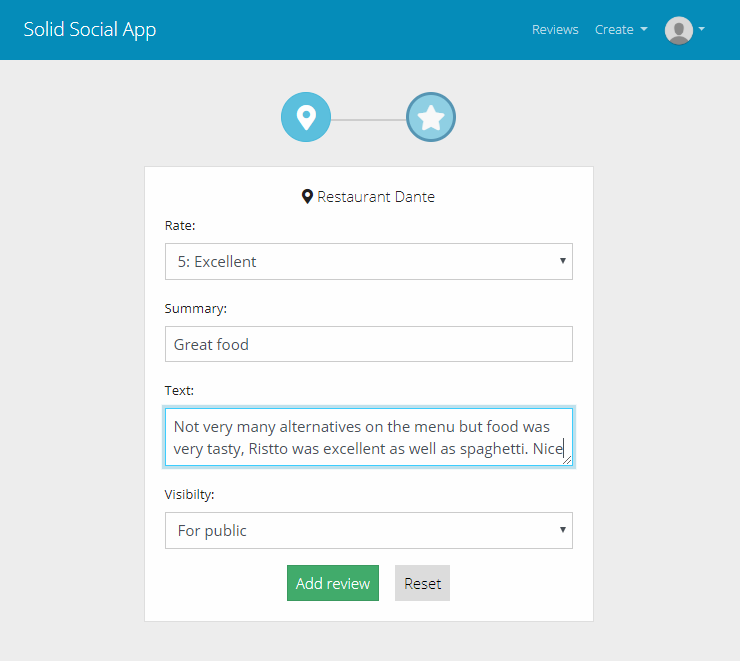 Solid Social App
Reviews Create
Restaurant Dante
Rate:
5: Excellent
Summary:
Great food
Text:
Not very many alternatives on the menu but food was
very tasty, Ristto was excellent as well as spaghetti. Nice
Visibilty:
For public
Add review Reset